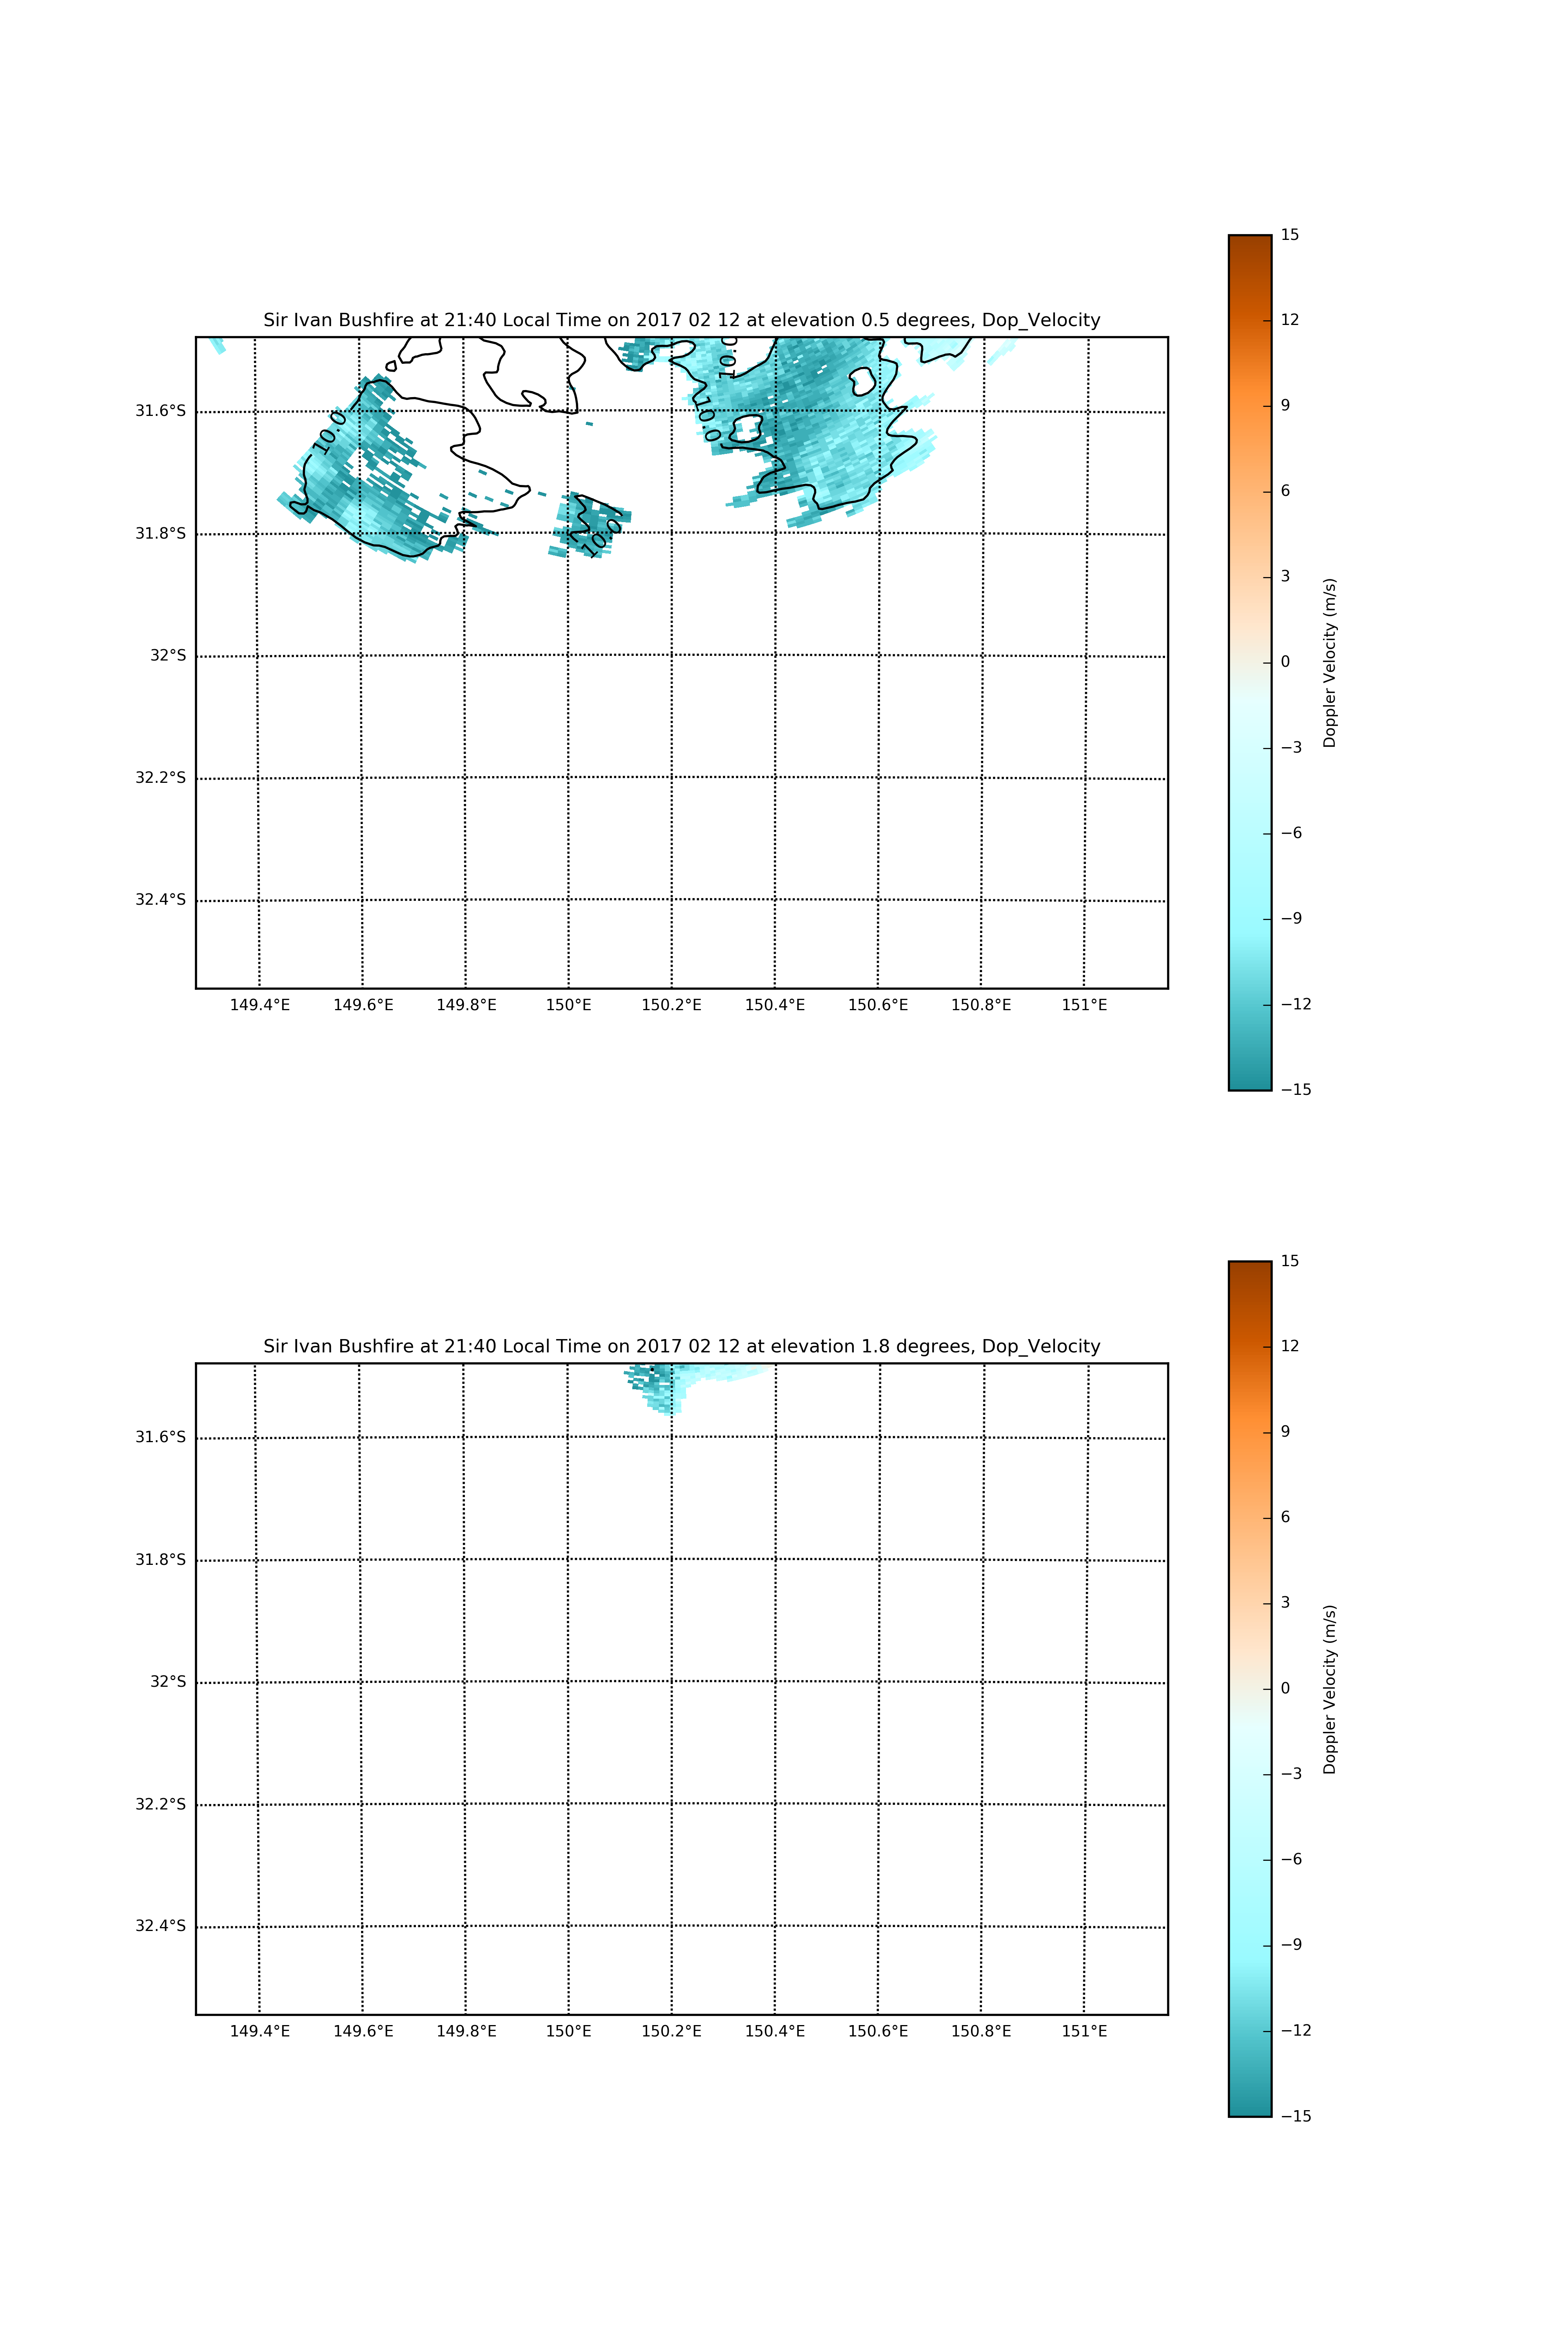 Sir Ivan Bushfire at 21:40 Local Time on 2017 02 12 at elevation 0.5 degrees, Dop_Velocity
31.6°S
31.8°S
32°S
32.2°S
32.4°S
149.4°E 149.6°E 149.8°E 150°E 150.2°E 150.4°E 150.6°E 150.8°E 151°E
10.0
10.0
10.0
10.0
15
12
9
6
3
0
−3
−6
−9
−12
−15
Doppler Velocity (m/s)
Sir Ivan Bushfire at 21:40 Local Time on 2017 02 12 at elevation 1.8 degrees, Dop_Velocity
31.6°S
31.8°S
32°S
32.2°S
32.4°S
149.4°E 149.6°E 149.8°E 150°E 150.2°E 150.4°E 150.6°E 150.8°E 151°E
15
12
9
6
3
0
−3
−6
−9
−12
−15
Doppler Velocity (m/s)